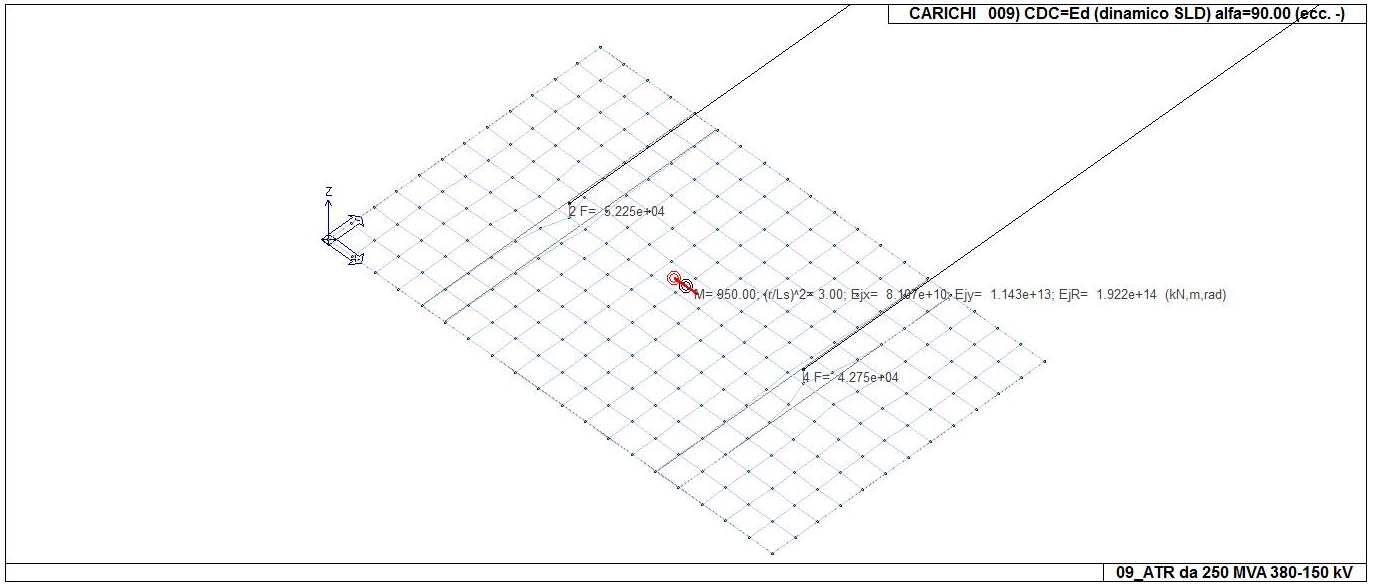 CARICHI 009) CDC=Ed (dinamico SLD) alfa=90.00 (ecc. -)
Z
2 F= 5.225e+04
M= 950.00; (r/Ls)^2= 3.00; Ejx= 8.107e+10; Ejy= 1.143e+13; EjR= 1.922e+14 (kN,m,rad)
4 F= 4.275e+04
09_ATR da 250 MVA 380-150 kV